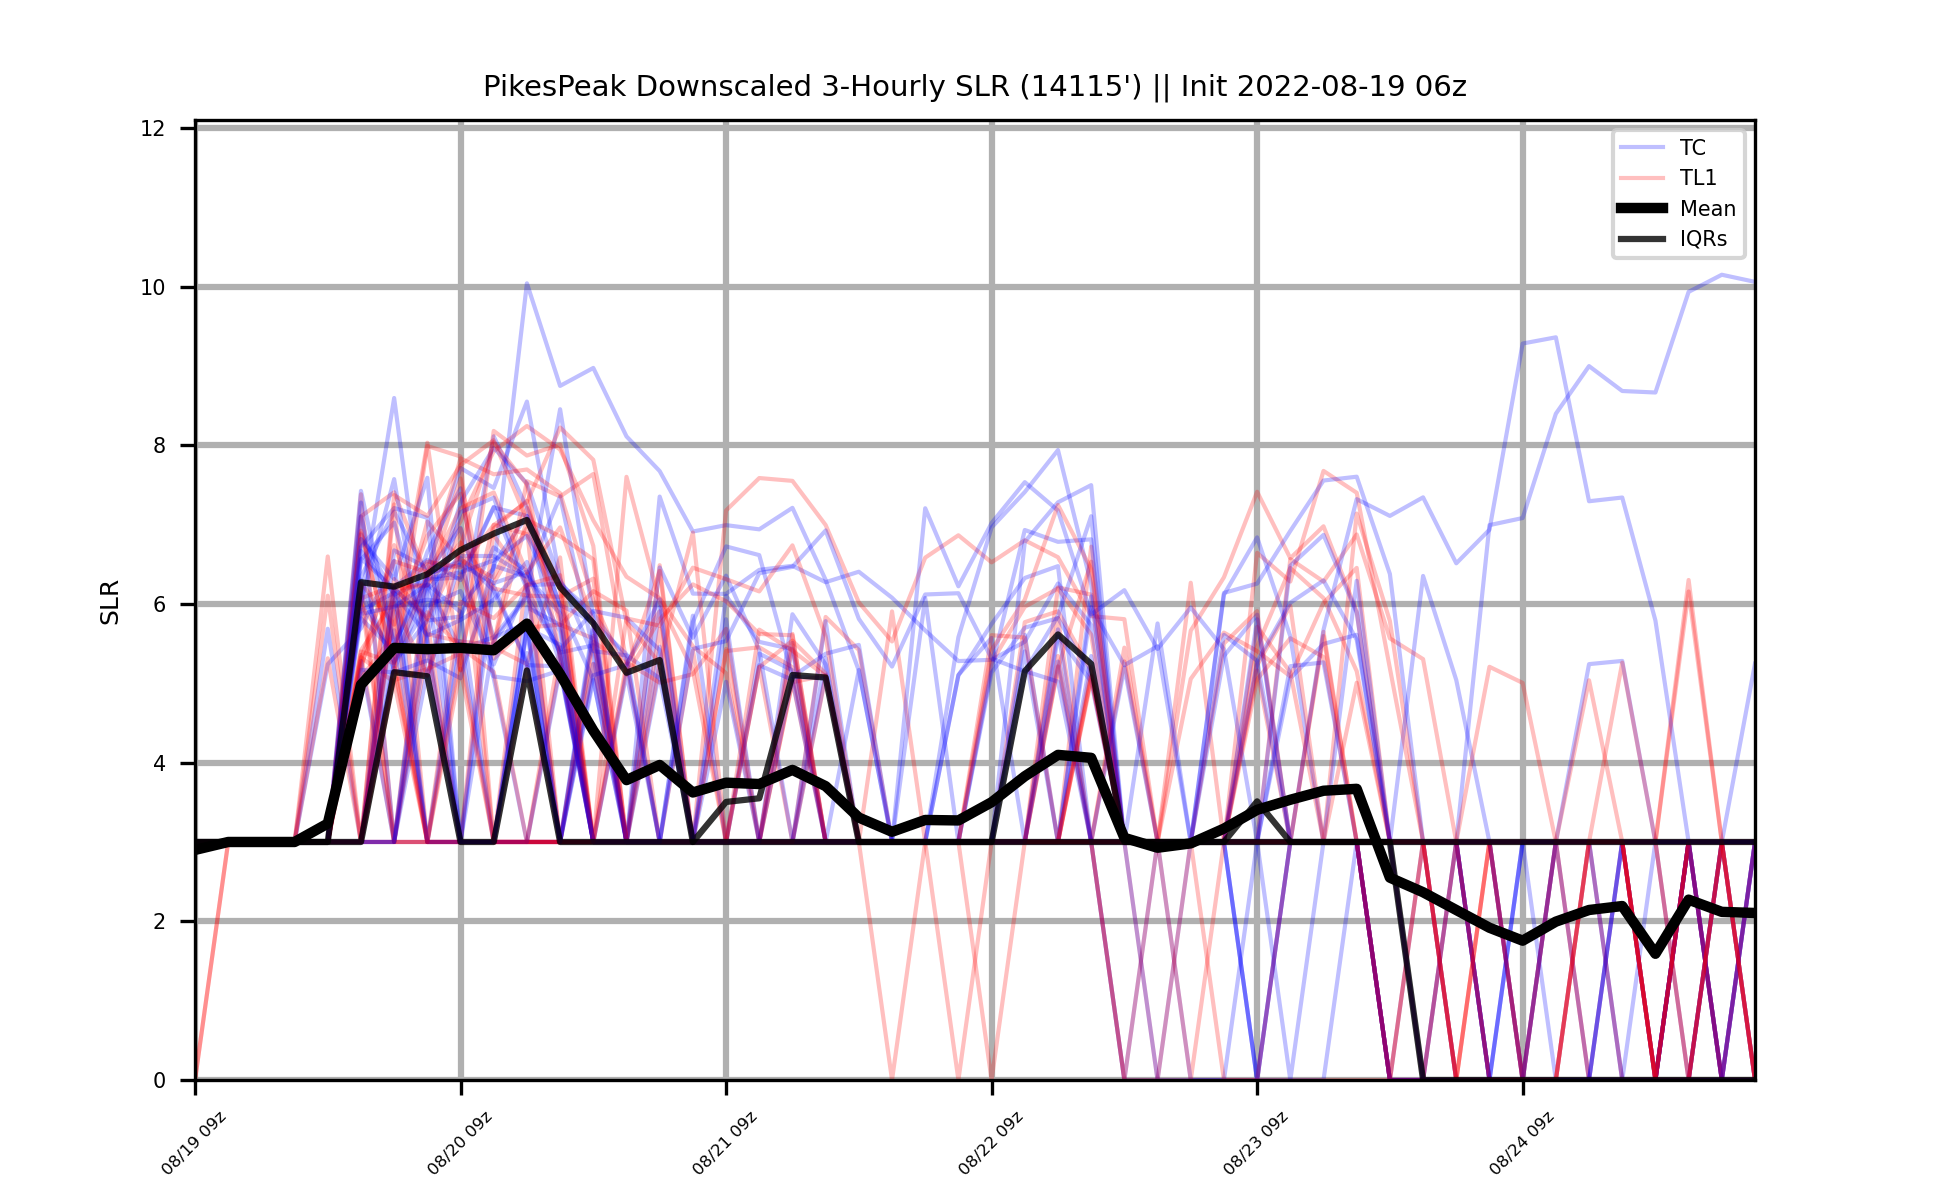 PikesPeak Downscaled 3-Hourly SLR (14115') || Init 2022-08-19 06z
TC
TL1
Mean
IQRs
SLR
12
10
8
6
4
2
0
08/19 09z
08/20 09z
08/21 09z
08/22 09z
08/23 09z
08/24 09z